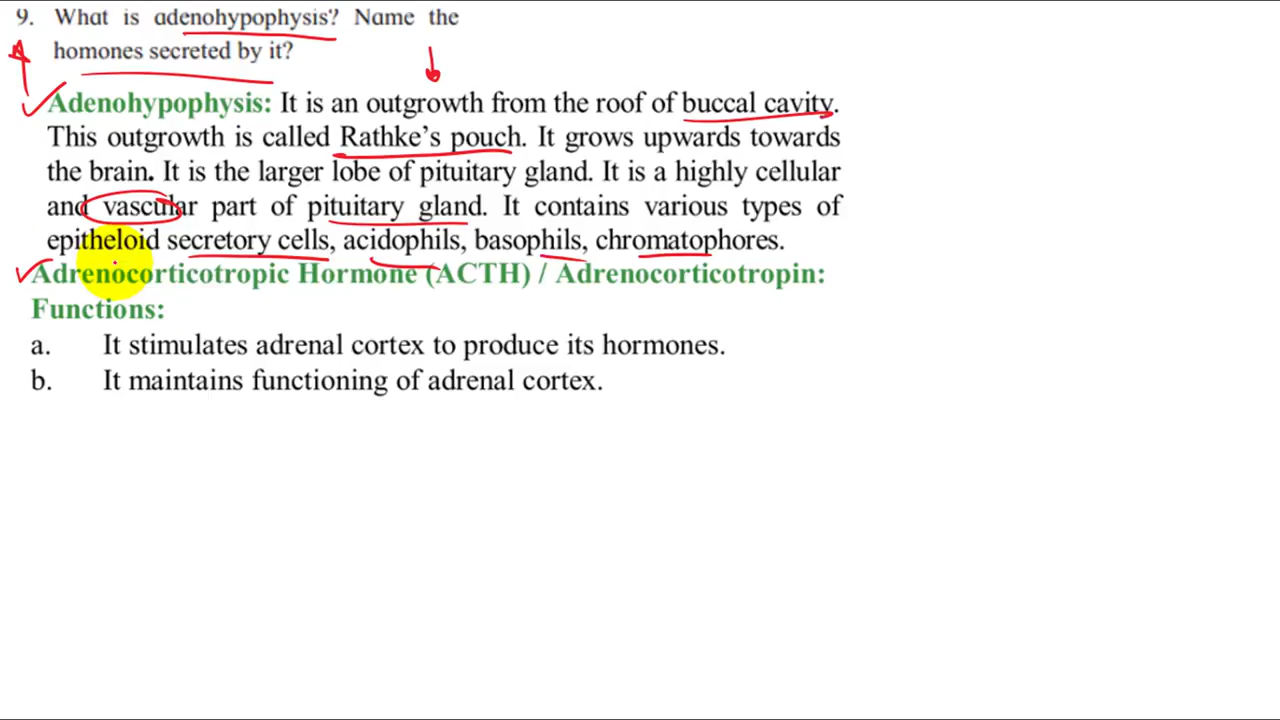 9. What is adenohypophysis? Name the
homones secreted by it?
Adenohypophysis: It is an outgrowth from the roof of buccal cavity.
This outgrowth is called Rathke’s pouch. It grows upwards towards
the brain. It is the larger lobe of pituitary gland. It is a highly cellular
and vascular part of pituitary gland. It contains various types of
epitheloid secretory cells, acidophils, basophils, chromatophores.
Adrenocorticotropic Hormone (ACTH) / Adrenocorticotropin:
Functions:
a. It stimulates adrenal cortex to produce its hormones.
b. It maintains functioning of adrenal cortex.